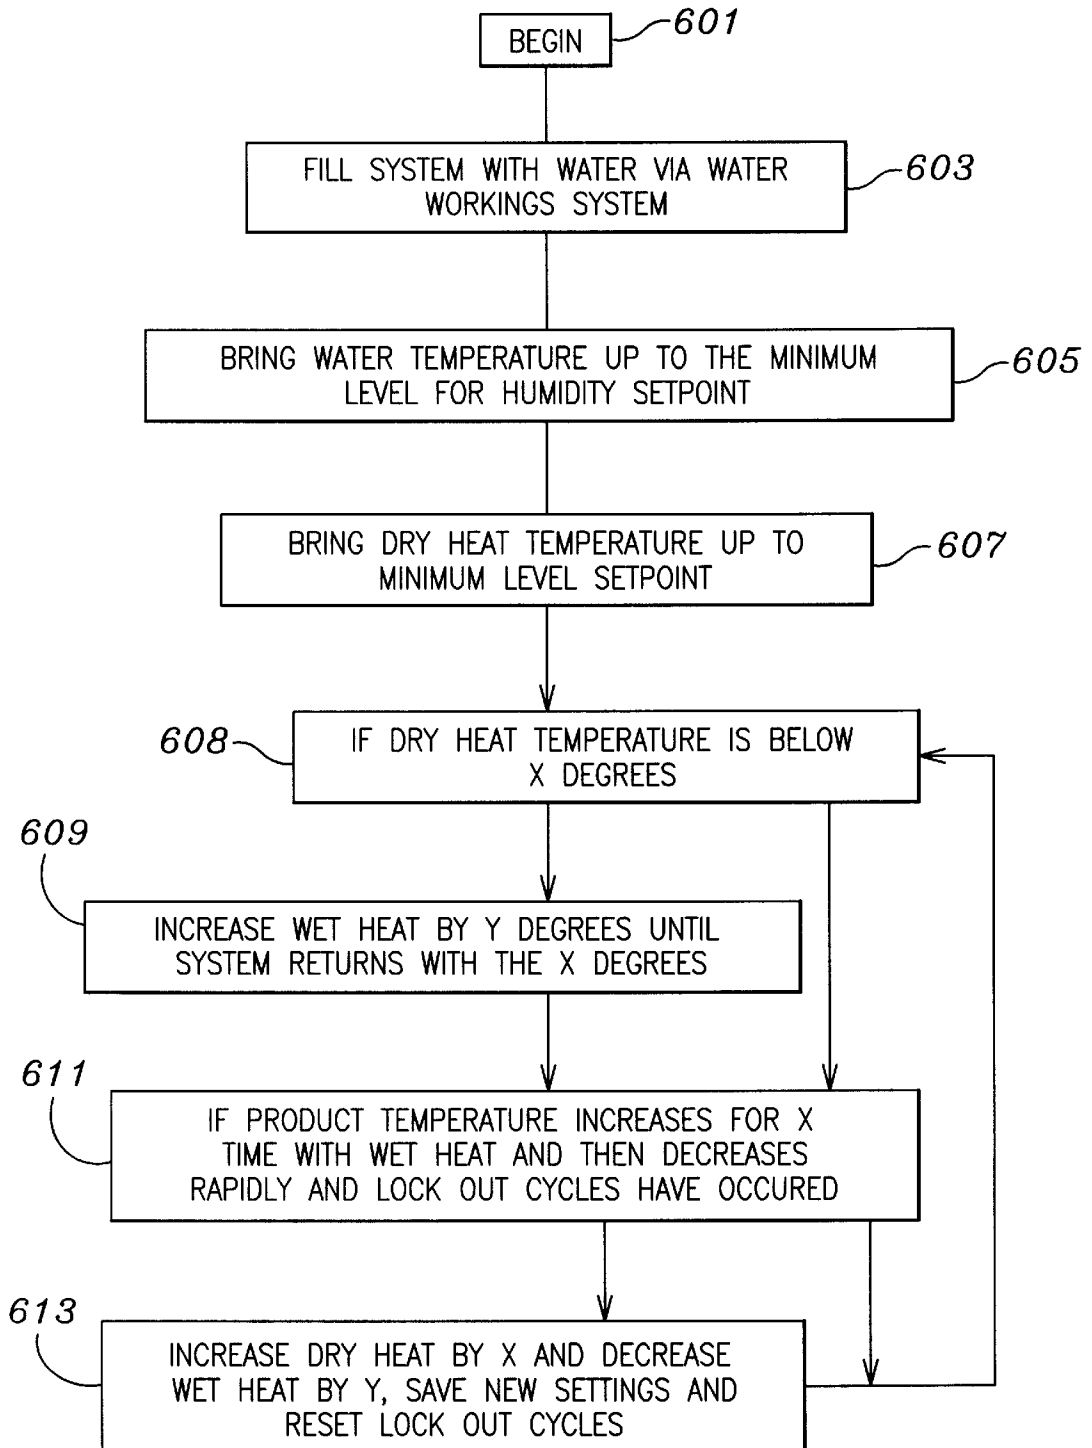 BEGIN
601
FILL SYSTEM WITH WATER VIA WATER
WORKINGS SYSTEM
603
BRING WATER TEMPERATURE UP TO THE MINIMUM
LEVEL FOR HUMIDITY SETPOINT
605
BRING DRY HEAT TEMPERATURE UP TO
MINIMUM LEVEL SETPOINT
607
608
IF DRY HEAT TEMPERATURE IS BELOW
X DEGREES
609
INCREASE WET HEAT BY Y DEGREES UNTIL
SYSTEM RETURNS WITH THE X DEGREES
611
IF PRODUCT TEMPERATURE INCREASES FOR X
TIME WITH WET HEAT AND THEN DECREASES
RAPIDLY AND LOCK OUT CYCLES HAVE OCCURED
613
INCREASE DRY HEAT BY X AND DECREASE
WET HEAT BY Y, SAVE NEW SETTINGS AND
RESET LOCK OUT CYCLES